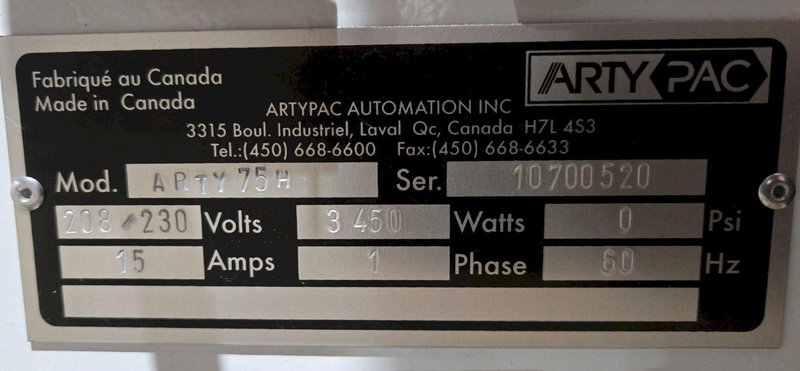 Fabriqué au Canada
Made in Canada
ARTYPAC
ARTYPAC AUTOMATION INC
3315 Boul. Industriel, Laval Qc, Canada H7L 4S3
Tel.:(450) 668-6600 Fax:(450) 668-6633
Mod. ARTY 75H Ser. 10700520
208/230 Volts 3 450 Watts 0 Psi
15 Amps 1 Phase 60 Hz